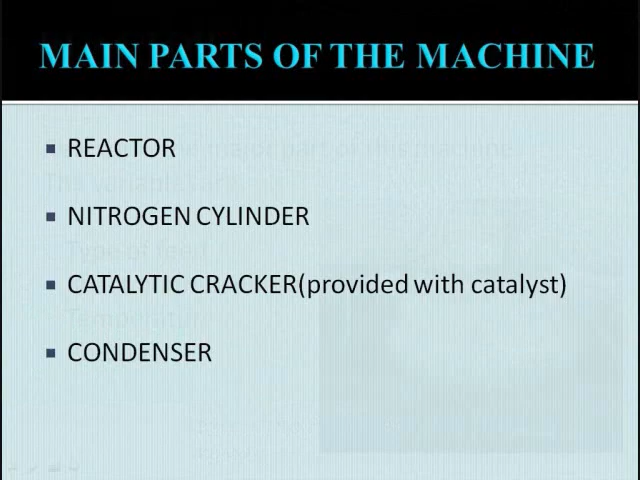 MAIN PARTS OF THE MACHINE
REACTOR
NITROGEN CYLINDER
CATALYTIC CRACKER(provided with catalyst)
CONDENSER